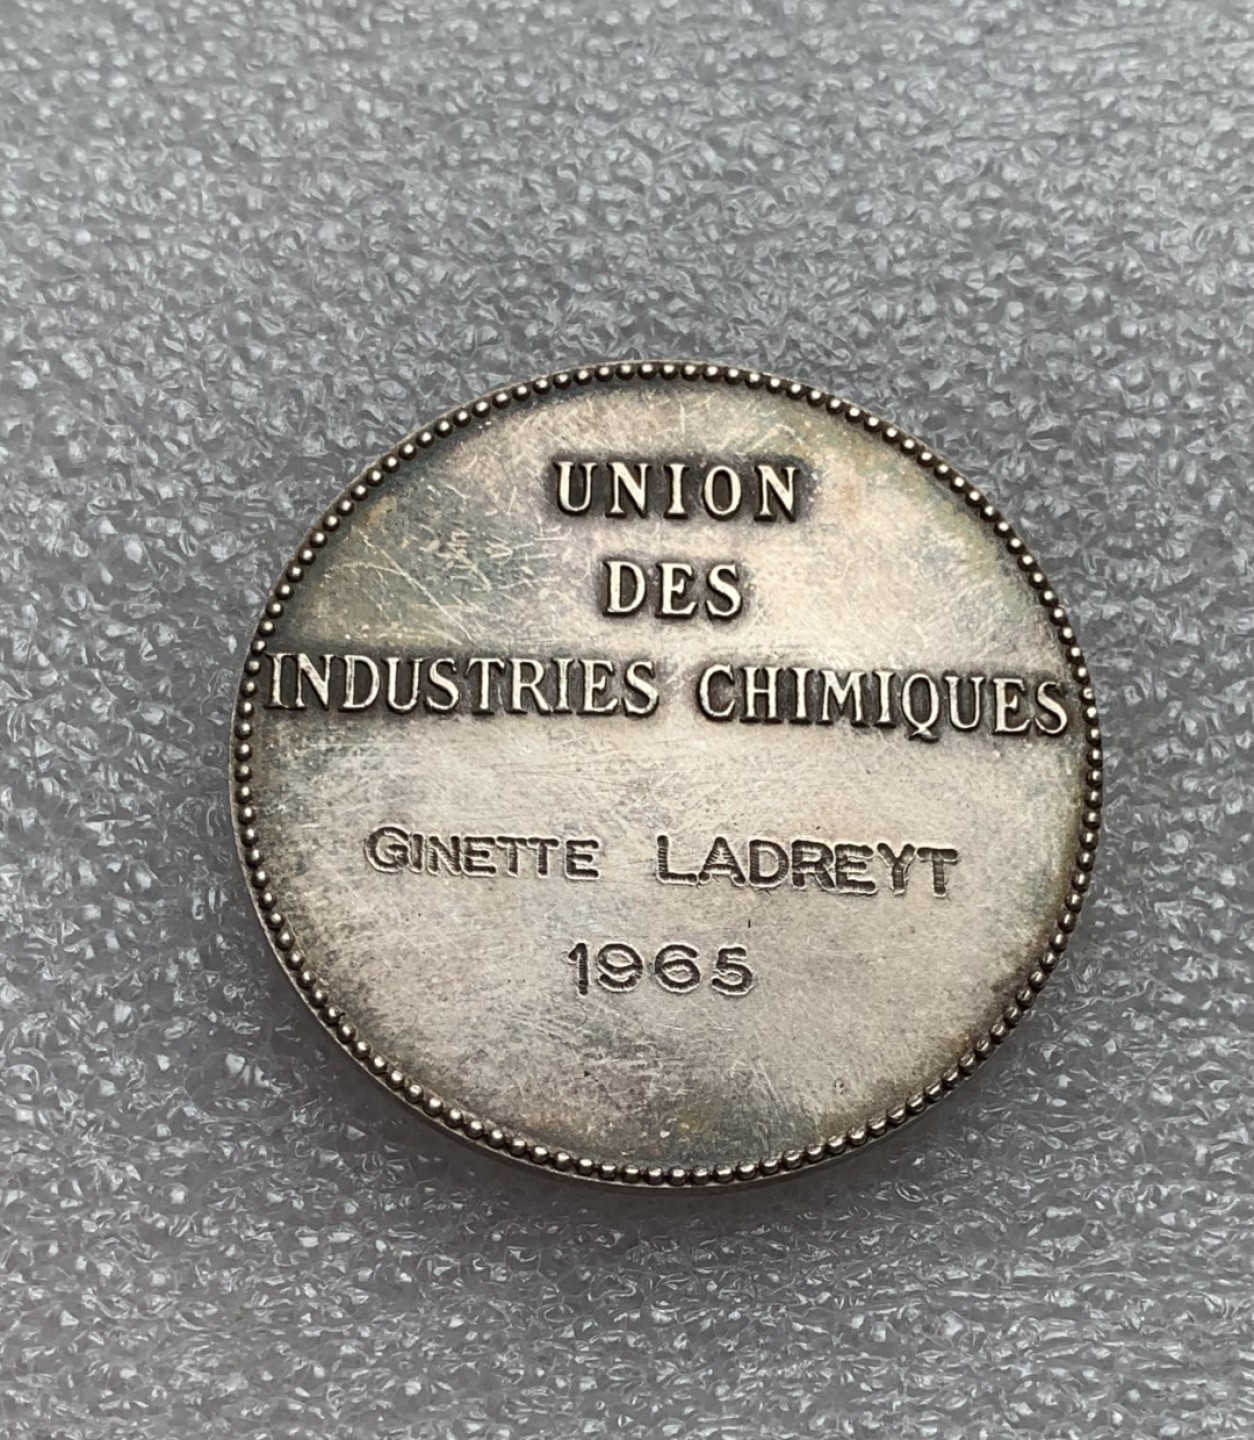 UNION
DES
INDUSTRIES CHIMIQUES
GINETTE LADREYT
1965